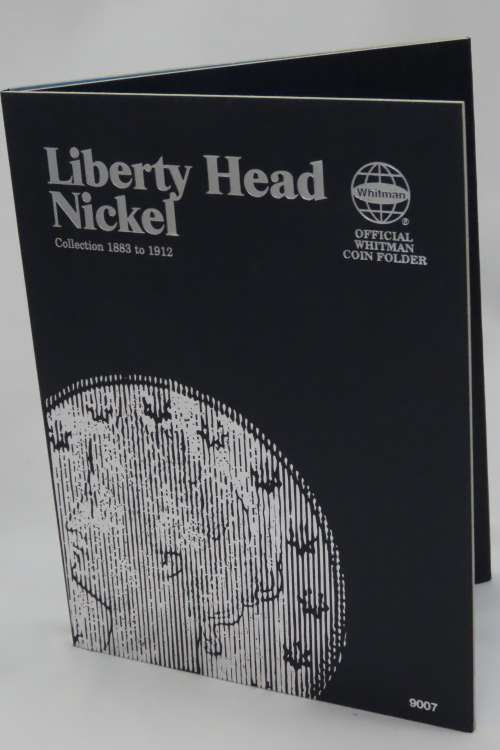 Liberty Head
Nickel
Collection 1883 to 1912
Whitman
®
OFFICIAL
WHITMAN
COIN FOLDER
9007